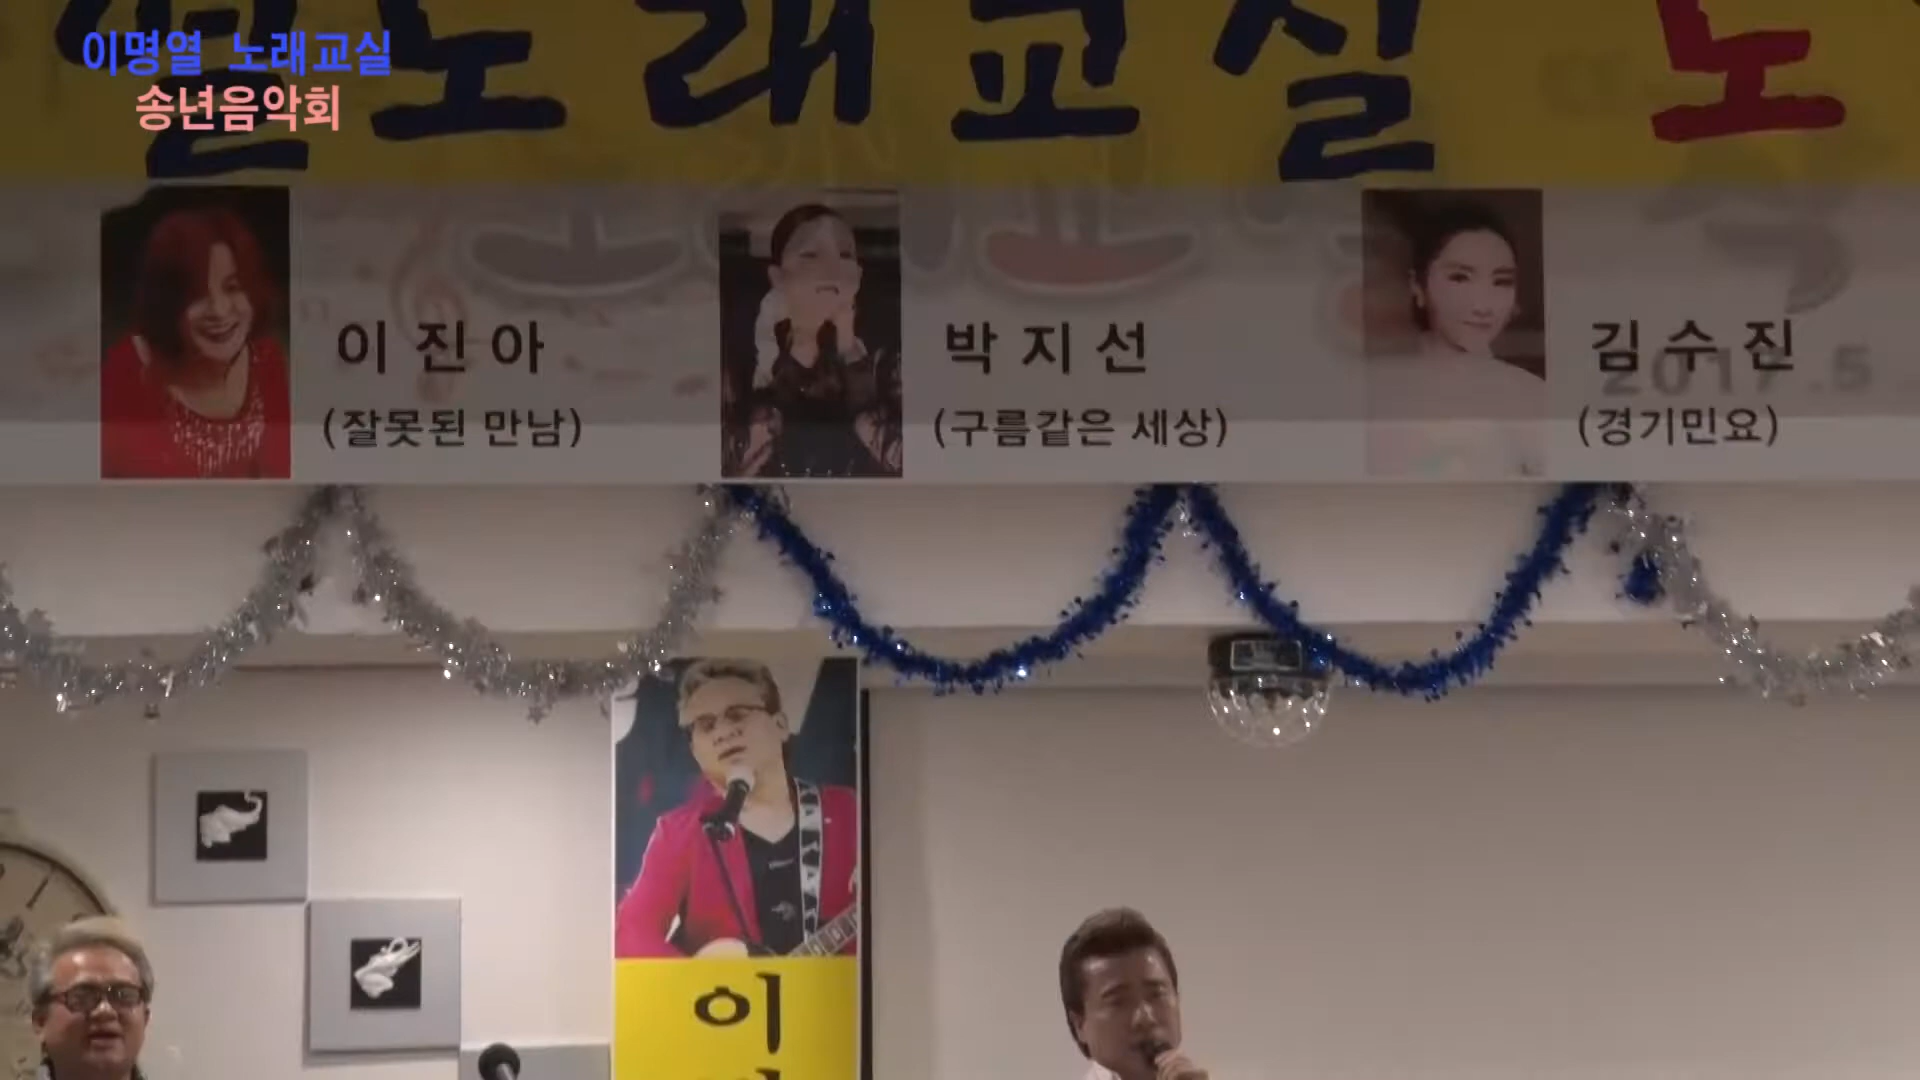 이명열 노래교실
송년음악회
열노래교실 노
이진아
(잘못된 만남)
박지선
(구름같은 세상)
김수진
(경기민요)
2017.5
이